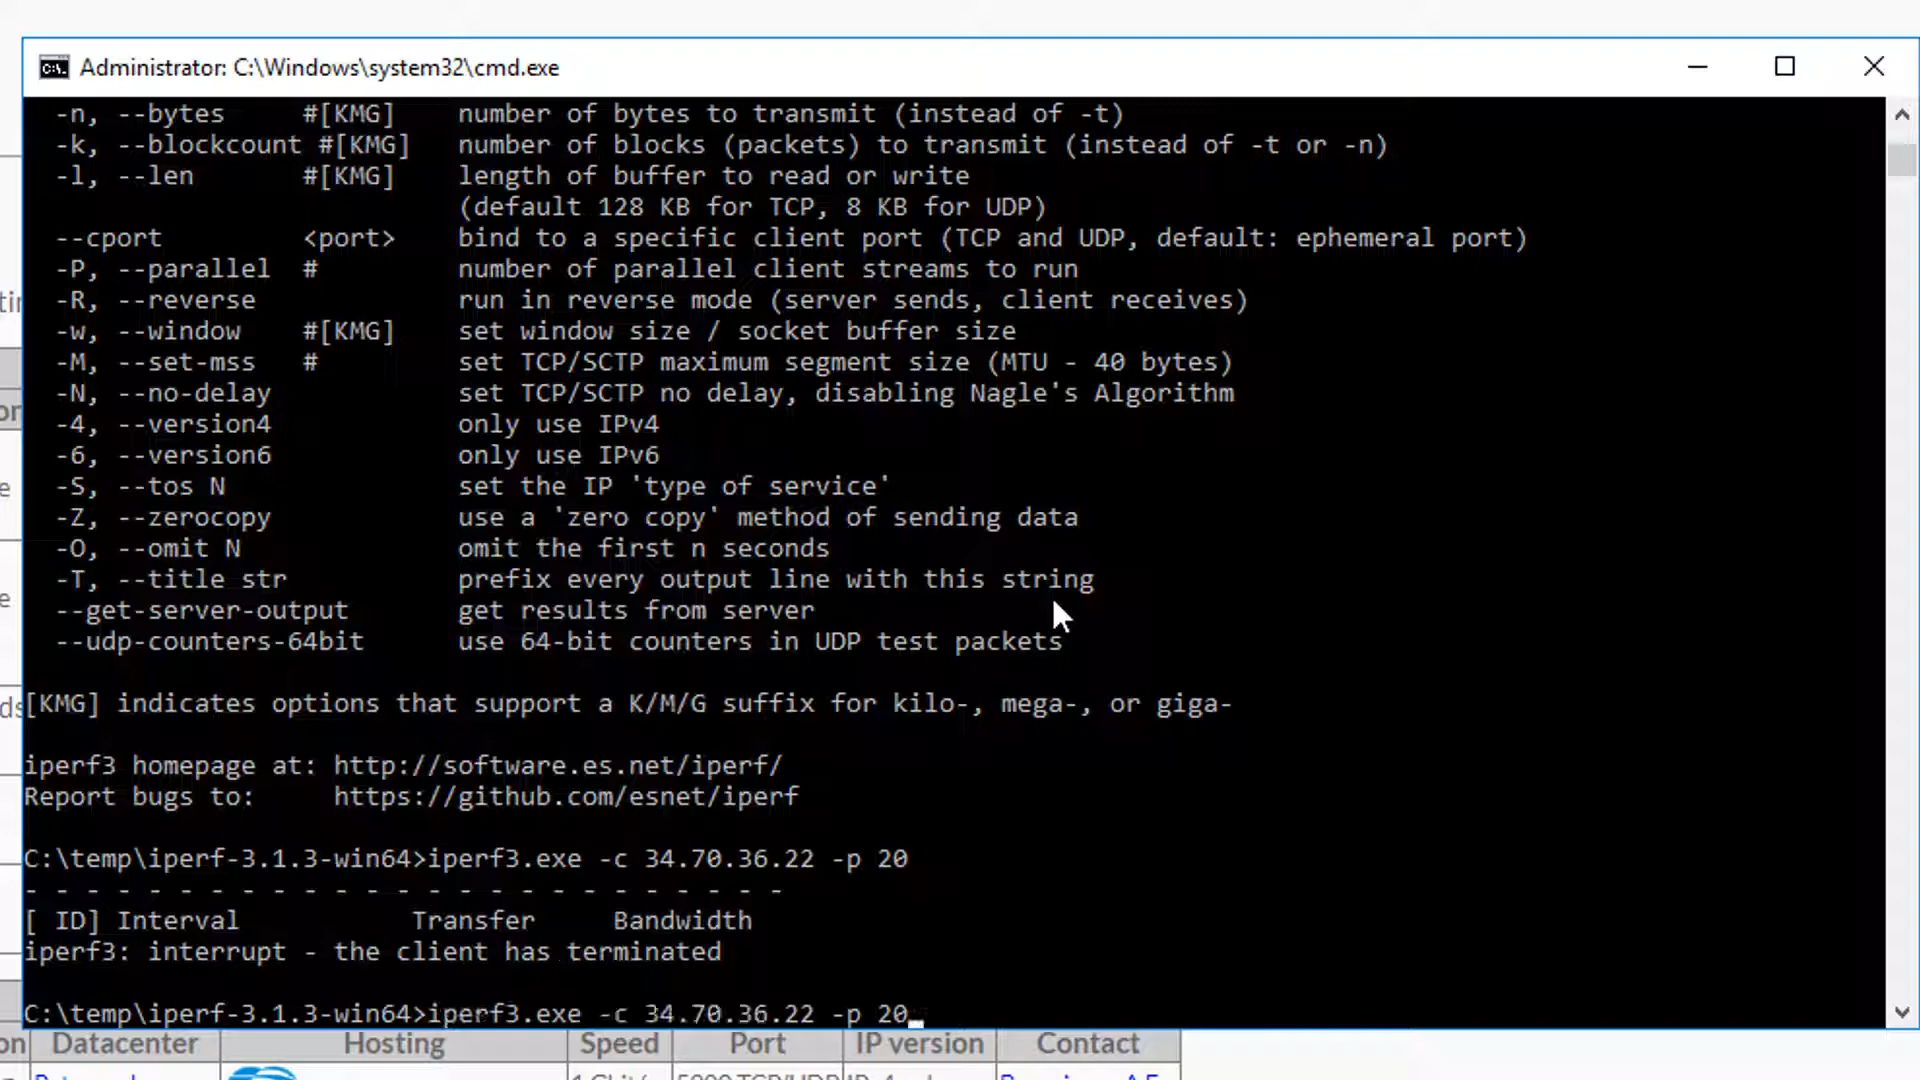 Administrator: C:\Windows\system32\cmd.exe
-n, --bytes #[KMG] number of bytes to transmit (instead of -t)
-k, --blockcount #[KMG] number of blocks (packets) to transmit (instead of -t or -n)
-l, --len #[KMG] length of buffer to read or write
(default 128 KB for TCP, 8 KB for UDP)
--cport <port> bind to a specific client port (TCP and UDP, default: ephemeral port)
-P, --parallel # number of parallel client streams to run
-R, --reverse run in reverse mode (server sends, client receives)
-w, --window #[KMG] set window size / socket buffer size
-M, --set-mss # set TCP/SCTP maximum segment size (MTU - 40 bytes)
-N, --no-delay set TCP/SCTP no delay, disabling Nagle's Algorithm
-4, --version4 only use IPv4
-6, --version6 only use IPv6
-S, --tos N set the IP 'type of service'
-Z, --zerocopy use a 'zero copy' method of sending data
-O, --omit N omit the first n seconds
-T, --title str prefix every output line with this string
--get-server-output get results from server
--udp-counters-64bit use 64-bit counters in UDP test packets
[KMG] indicates options that support a K/M/G suffix for kilo-, mega-, or giga-
iperf3 homepage at: http://software.es.net/iperf/
Report bugs to: https://github.com/esnet/iperf
C:\temp\iperf-3.1.3-win64>iperf3.exe -c 34.70.36.22 -p 20
- - - - - - - - - - - - - - - - - - - - - - - - -
[ ID] Interval Transfer Bandwidth
iperf3: interrupt - the client has terminated
C:\temp\iperf-3.1.3-win64>iperf3.exe -c 34.70.36.22 -p 20_
Datacenter Hosting Speed Port IP version Contact